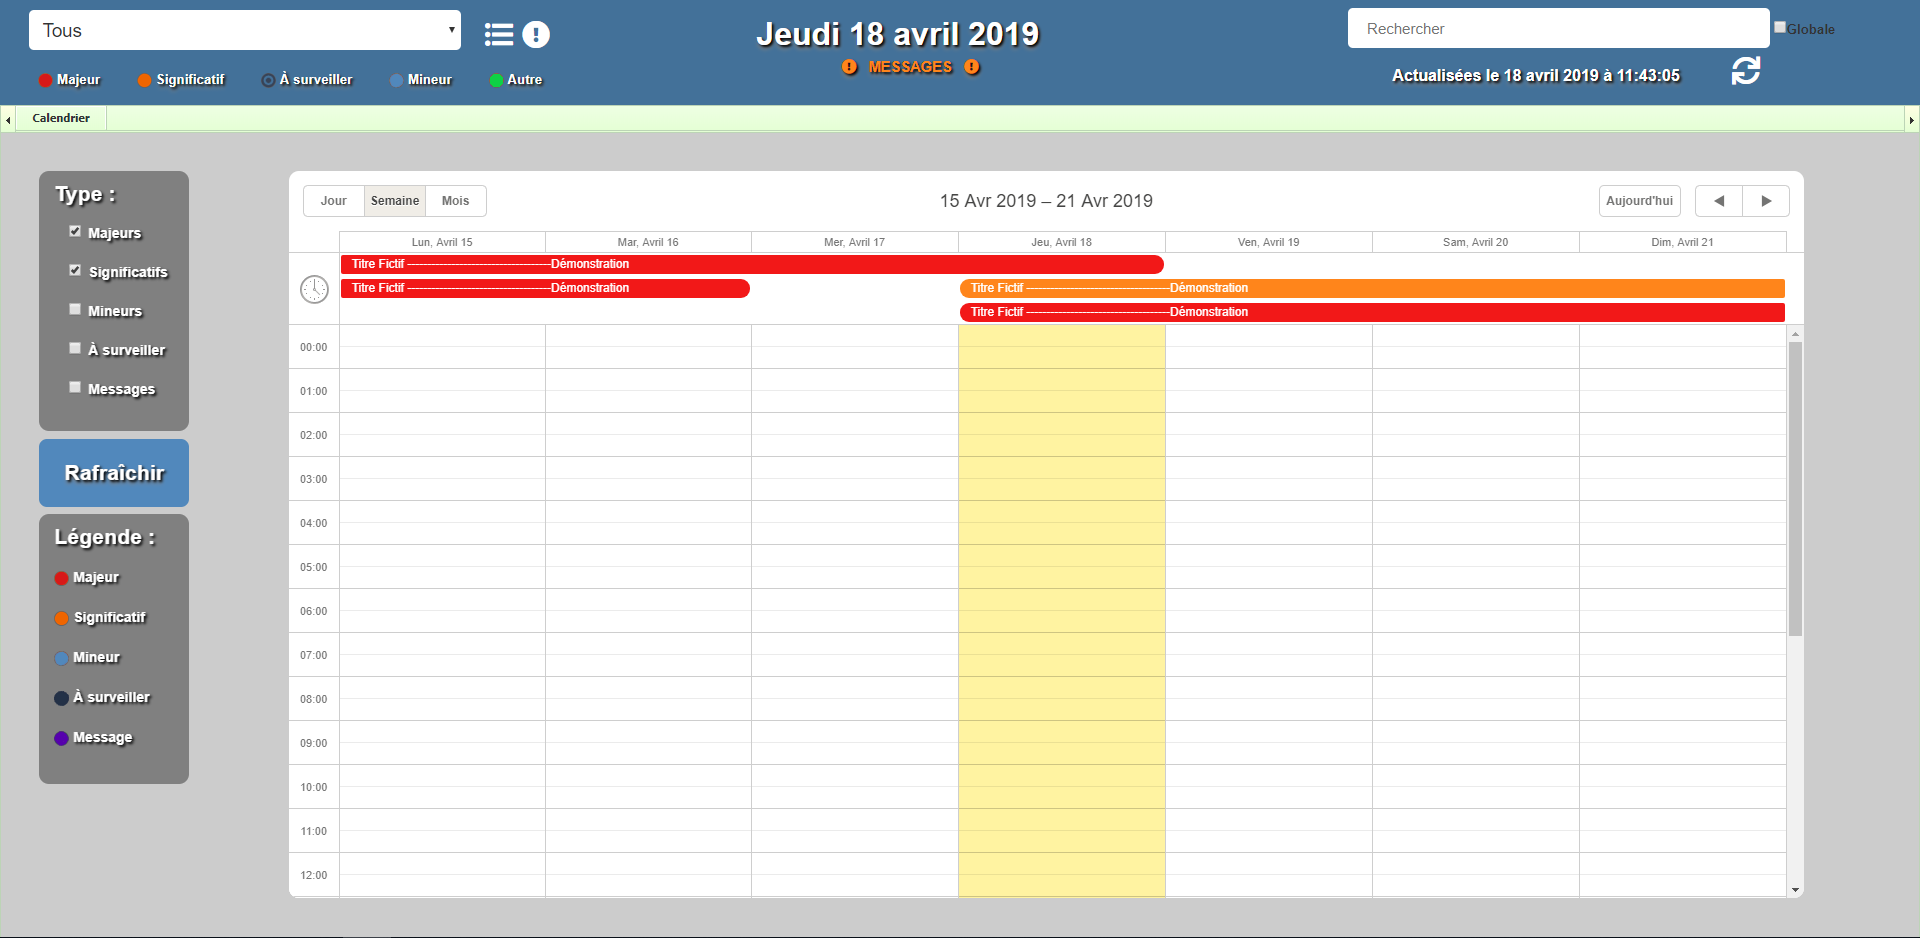 Tous
Jeudi 18 avril 2019
Rechercher
Globale
MESSAGES
Majeur
Significatif
À surveiller
Mineur
Autre
Actualisées le 18 avril 2019 à 11:43:05
Calendrier
Type :
Majeurs
Significatifs
Mineurs
À surveiller
Messages
Rafraîchir
Légende :
Majeur
Significatif
Mineur
À surveiller
Message
Jour
Semaine
Mois
15 Avr 2019 – 21 Avr 2019
Aujourd'hui
Lun, Avril 15
Mar, Avril 16
Mer, Avril 17
Jeu, Avril 18
Ven, Avril 19
Sam, Avril 20
Dim, Avril 21
Titre Fictif ------------------------------------Démonstration
Titre Fictif ------------------------------------Démonstration
Titre Fictif ------------------------------------Démonstration
Titre Fictif ------------------------------------Démonstration
00:00
01:00
02:00
03:00
04:00
05:00
06:00
07:00
08:00
09:00
10:00
11:00
12:00